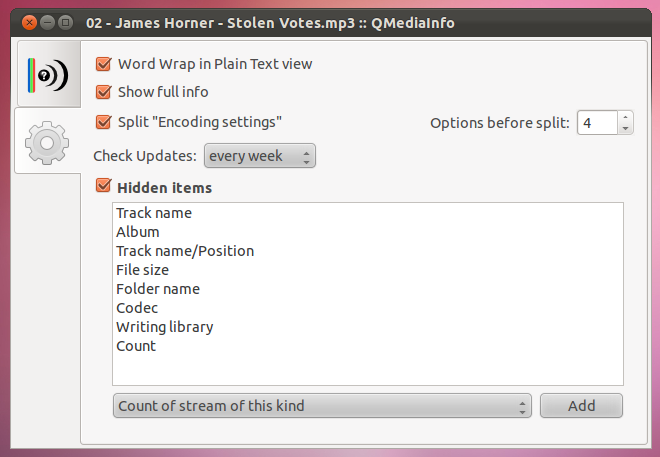 02 - James Horner - Stolen Votes.mp3 :: QMediaInfo
?
Word Wrap in Plain Text view
Show full info
Split "Encoding settings" Options before split: 4
Check Updates: every week
Hidden items
Track name
Album
Track name/Position
File size
Folder name
Codec
Writing library
Count
Count of stream of this kind Add